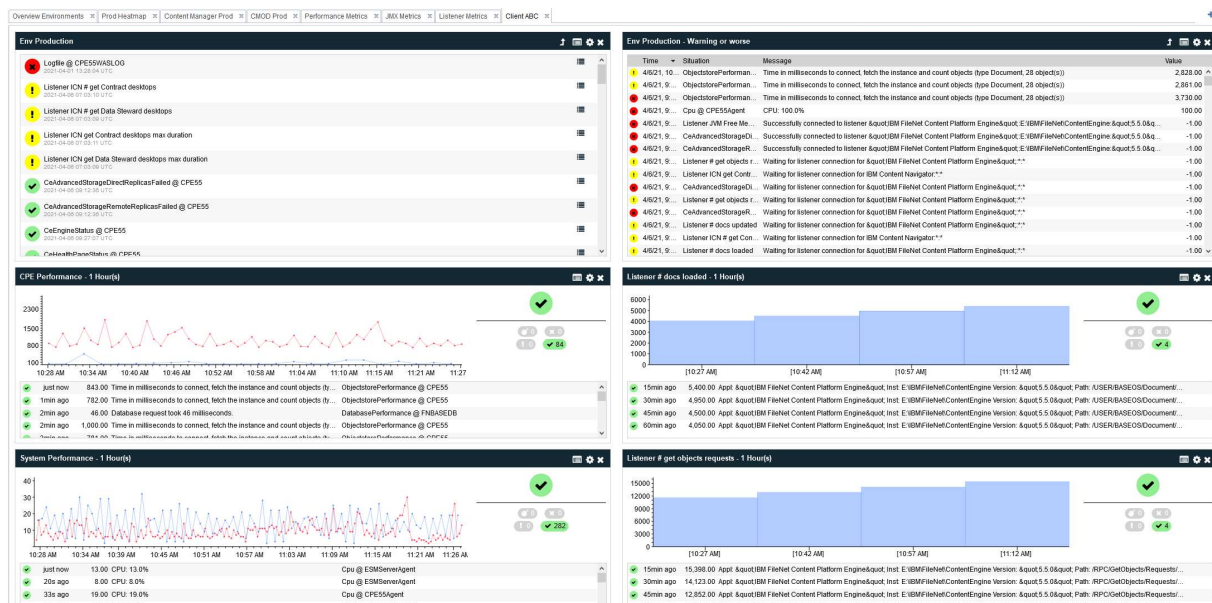 Overview Environments Prod Heatmap Content Manager Prod CMOD Prod Performance Metrics JMX Metrics Listener Metrics Client ABC
Env Production
Logfile @ CPE55WASLOG
2021-04-01 13:28:04 UTC
Listener ICN # get Contract desktops
2021-04-06 07:03:10 UTC
Listener ICN # get Data Steward desktops
2021-04-06 07:03:09 UTC
Listener ICN get Contract desktops max duration
2021-04-06 07:03:11 UTC
Listener ICN get Data Steward desktops max duration
2021-04-06 07:03:09 UTC
CeAdvancedStorageDirectReplicasFailed @ CPE55
2021-04-06 09:12:36 UTC
CeAdvancedStorageRemoteReplicasFailed @ CPE55
2021-04-06 09:12:36 UTC
CeEngineStatus @ CPE55
2021-04-06 09:27:07 UTC
CeHealthPageStatus @ CPE55
Env Production - Warning or worse
Time Situation Message Value
4/6/21, 10... ObjectstorePerforman... Time in milliseconds to connect, fetch the instance and count objects (type Document, 28 object(s)) 2,828.00
4/6/21, 9:... ObjectstorePerforman... Time in milliseconds to connect, fetch the instance and count objects (type Document, 28 object(s)) 2,861.00
4/6/21, 9:... ObjectstorePerforman... Time in milliseconds to connect, fetch the instance and count objects (type Document, 28 object(s)) 3,730.00
4/6/21, 9:... Cpu @ CPE55Agent CPU: 100.0% 100.00
4/6/21, 9:... Listener JVM Free Me... Successfully connected to listener &quot;IBM FileNet Content Platform Engine&quot;:E:\IBM\FileNet\ContentEngine:&quot;5.5.0&q... -1.00
4/6/21, 9:... CeAdvancedStorageDi... Successfully connected to listener &quot;IBM FileNet Content Platform Engine&quot;:E:\IBM\FileNet\ContentEngine:&quot;5.5.0&q... -1.00
4/6/21, 9:... CeAdvancedStorageR... Successfully connected to listener &quot;IBM FileNet Content Platform Engine&quot;:E:\IBM\FileNet\ContentEngine:&quot;5.5.0&q... -1.00
4/6/21, 9:... Listener # get objects r... Waiting for listener connection for &quot;IBM FileNet Content Platform Engine&quot;:*:* -1.00
4/6/21, 9:... Listener ICN get Contr... Waiting for listener connection for IBM Content Navigator:*:* -1.00
4/6/21, 9:... CeAdvancedStorageDi... Waiting for listener connection for &quot;IBM FileNet Content Platform Engine&quot;:*:* -1.00
4/6/21, 9:... Listener # get objects r... Waiting for listener connection for &quot;IBM FileNet Content Platform Engine&quot;:*:* -1.00
4/6/21, 9:... CeAdvancedStorageR... Waiting for listener connection for &quot;IBM FileNet Content Platform Engine&quot;:*:* -1.00
4/6/21, 9:... Listener # docs updated Waiting for listener connection for &quot;IBM FileNet Content Platform Engine&quot;:*:* -1.00
4/6/21, 9:... Listener ICN # get Con... Waiting for listener connection for IBM Content Navigator:*:* -1.00
4/6/21, 9:... Listener # docs loaded Waiting for listener connection for &quot;IBM FileNet Content Platform Engine&quot;:*:* -1.00
CPE Performance - 1 Hour(s)
2300
1500
800
100
10:28 AM 10:34 AM 10:40 AM 10:46 AM 10:52 AM 10:58 AM 11:04 AM 11:10 AM 11:15 AM 11:21 AM 11:27
0 0
0 84
just now 843.00 Time in milliseconds to connect, fetch the instance and count objects (ty... ObjectstorePerformance @ CPE55
1min ago 782.00 Time in milliseconds to connect, fetch the instance and count objects (ty... ObjectstorePerformance @ CPE55
2min ago 46.00 Database request took 46 milliseconds. DatabasePerformance @ FNBASEDB
2min ago 1,000.00 Time in milliseconds to connect, fetch the instance and count objects (ty... ObjectstorePerformance @ CPE55
2min ago 781.00 Time in milliseconds to connect, fetch the instance and count objects (ty... ObjectstorePerformance @ CPE55
Listener # docs loaded - 1 Hour(s)
6000
5000
4000
3000
2000
1000
0
[10:27 AM] [10:42 AM] [10:57 AM] [11:12 AM]
0 0
0 4
15min ago 5,400.00 Appl: &quot;IBM FileNet Content Platform Engine&quot; Inst: E:\IBM\FileNet\ContentEngine Version: &quot;5.5.0&quot; Path: /USER/BASEOS/Document/...
30min ago 4,950.00 Appl: &quot;IBM FileNet Content Platform Engine&quot; Inst: E:\IBM\FileNet\ContentEngine Version: &quot;5.5.0&quot; Path: /USER/BASEOS/Document/...
45min ago 4,500.00 Appl: &quot;IBM FileNet Content Platform Engine&quot; Inst: E:\IBM\FileNet\ContentEngine Version: &quot;5.5.0&quot; Path: /USER/BASEOS/Document/...
60min ago 4,050.00 Appl: &quot;IBM FileNet Content Platform Engine&quot; Inst: E:\IBM\FileNet\ContentEngine Version: &quot;5.5.0&quot; Path: /USER/BASEOS/Document/...
System Performance - 1 Hour(s)
40
30
20
10
10:28 AM 10:34 AM 10:39 AM 10:45 AM 10:51 AM 10:57 AM 11:03 AM 11:09 AM 11:15 AM 11:21 AM 11:26 AM
0 0
0 282
just now 13.00 CPU: 13.0% Cpu @ ESMServerAgent
20s ago 8.00 CPU: 8.0% Cpu @ ESMServerAgent
33s ago 19.00 CPU: 19.0% Cpu @ CPE55Agent
Listener # get objects requests - 1 Hour(s)
15000
12000
9000
6000
3000
0
[10:27 AM] [10:42 AM] [10:57 AM] [11:12 AM]
0 0
0 4
15min ago 15,398.00 Appl: &quot;IBM FileNet Content Platform Engine&quot; Inst: E:\IBM\FileNet\ContentEngine Version: &quot;5.5.0&quot; Path: /RPC/GetObjects/Requests/...
30min ago 14,123.00 Appl: &quot;IBM FileNet Content Platform Engine&quot; Inst: E:\IBM\FileNet\ContentEngine Version: &quot;5.5.0&quot; Path: /RPC/GetObjects/Requests/...
45min ago 12,852.00 Appl: &quot;IBM FileNet Content Platform Engine&quot; Inst: E:\IBM\FileNet\ContentEngine Version: &quot;5.5.0&quot; Path: /RPC/GetObjects/Requests/...